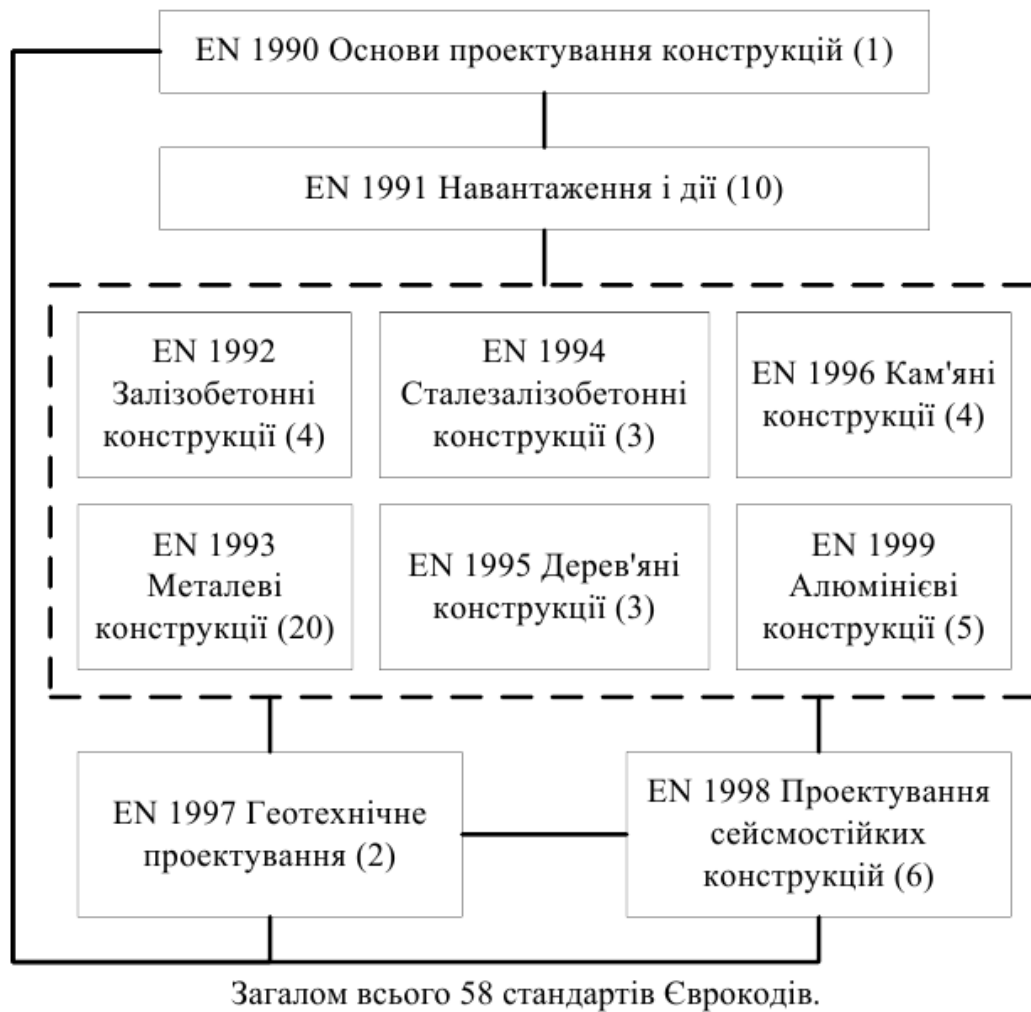 EN 1990 Основи проектування конструкцій (1)
EN 1991 Навантаження і дії (10)
EN 1992
Залізобетонні
конструкції (4)
EN 1994
Сталезалізобетонні
конструкції (3)
EN 1996 Кам'яні
конструкції (4)
EN 1993
Металеві
конструкції (20)
EN 1995 Дерев'яні
конструкції (3)
EN 1999
Алюмінієві
конструкції (5)
EN 1997 Геотехнічне
проектування (2)
EN 1998 Проектування
сейсмостійких
конструкцій (6)
Загалом всього 58 стандартів Єврокодів.